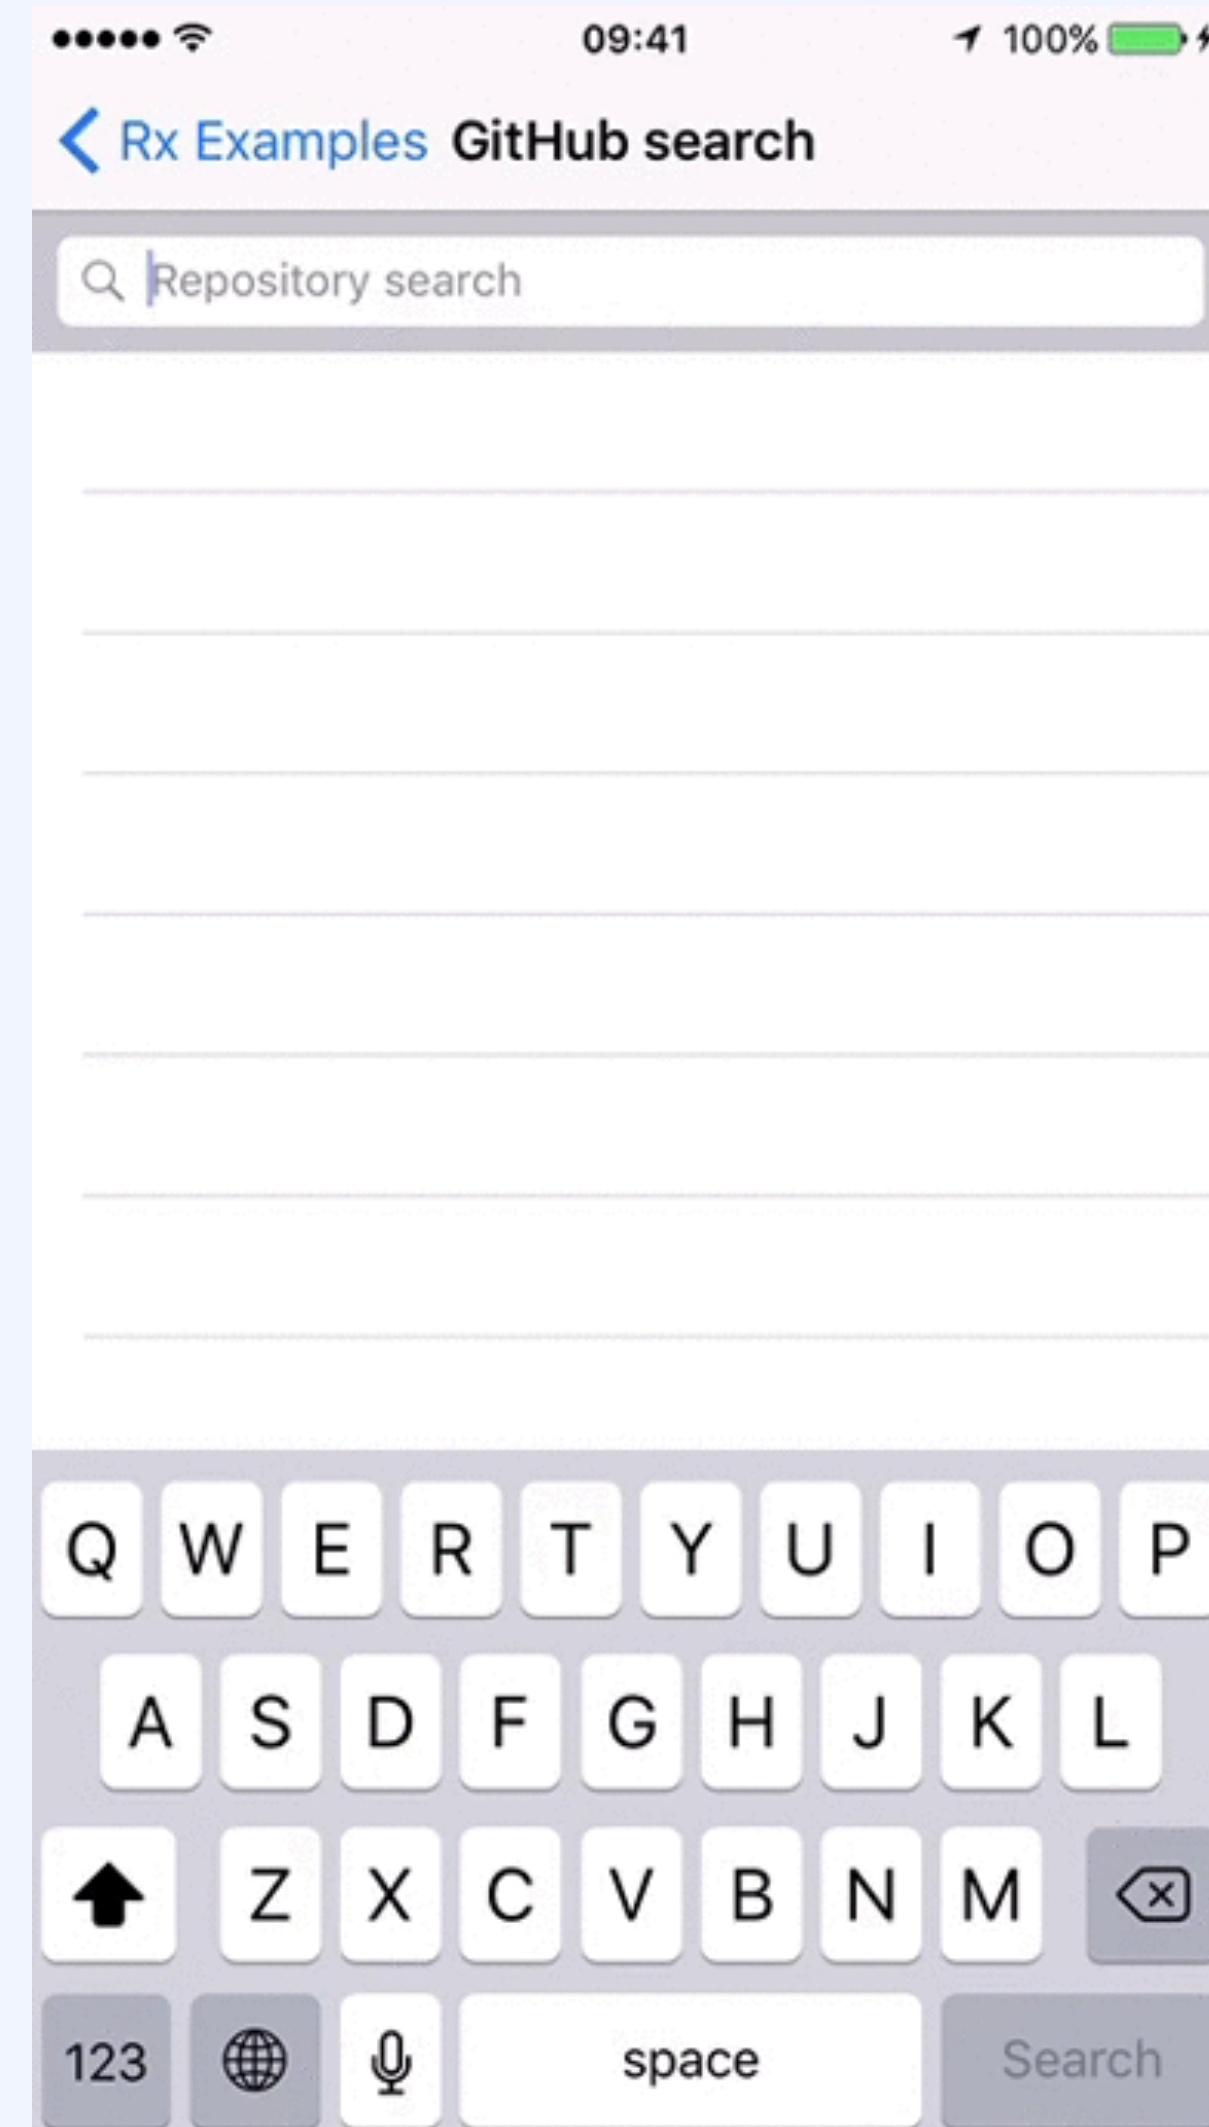 09:41 100%
Rx Examples GitHub search
Repository search
Q W E R T Y U I O P
A S D F G H J K L
Z X C V B N M
123 space Search